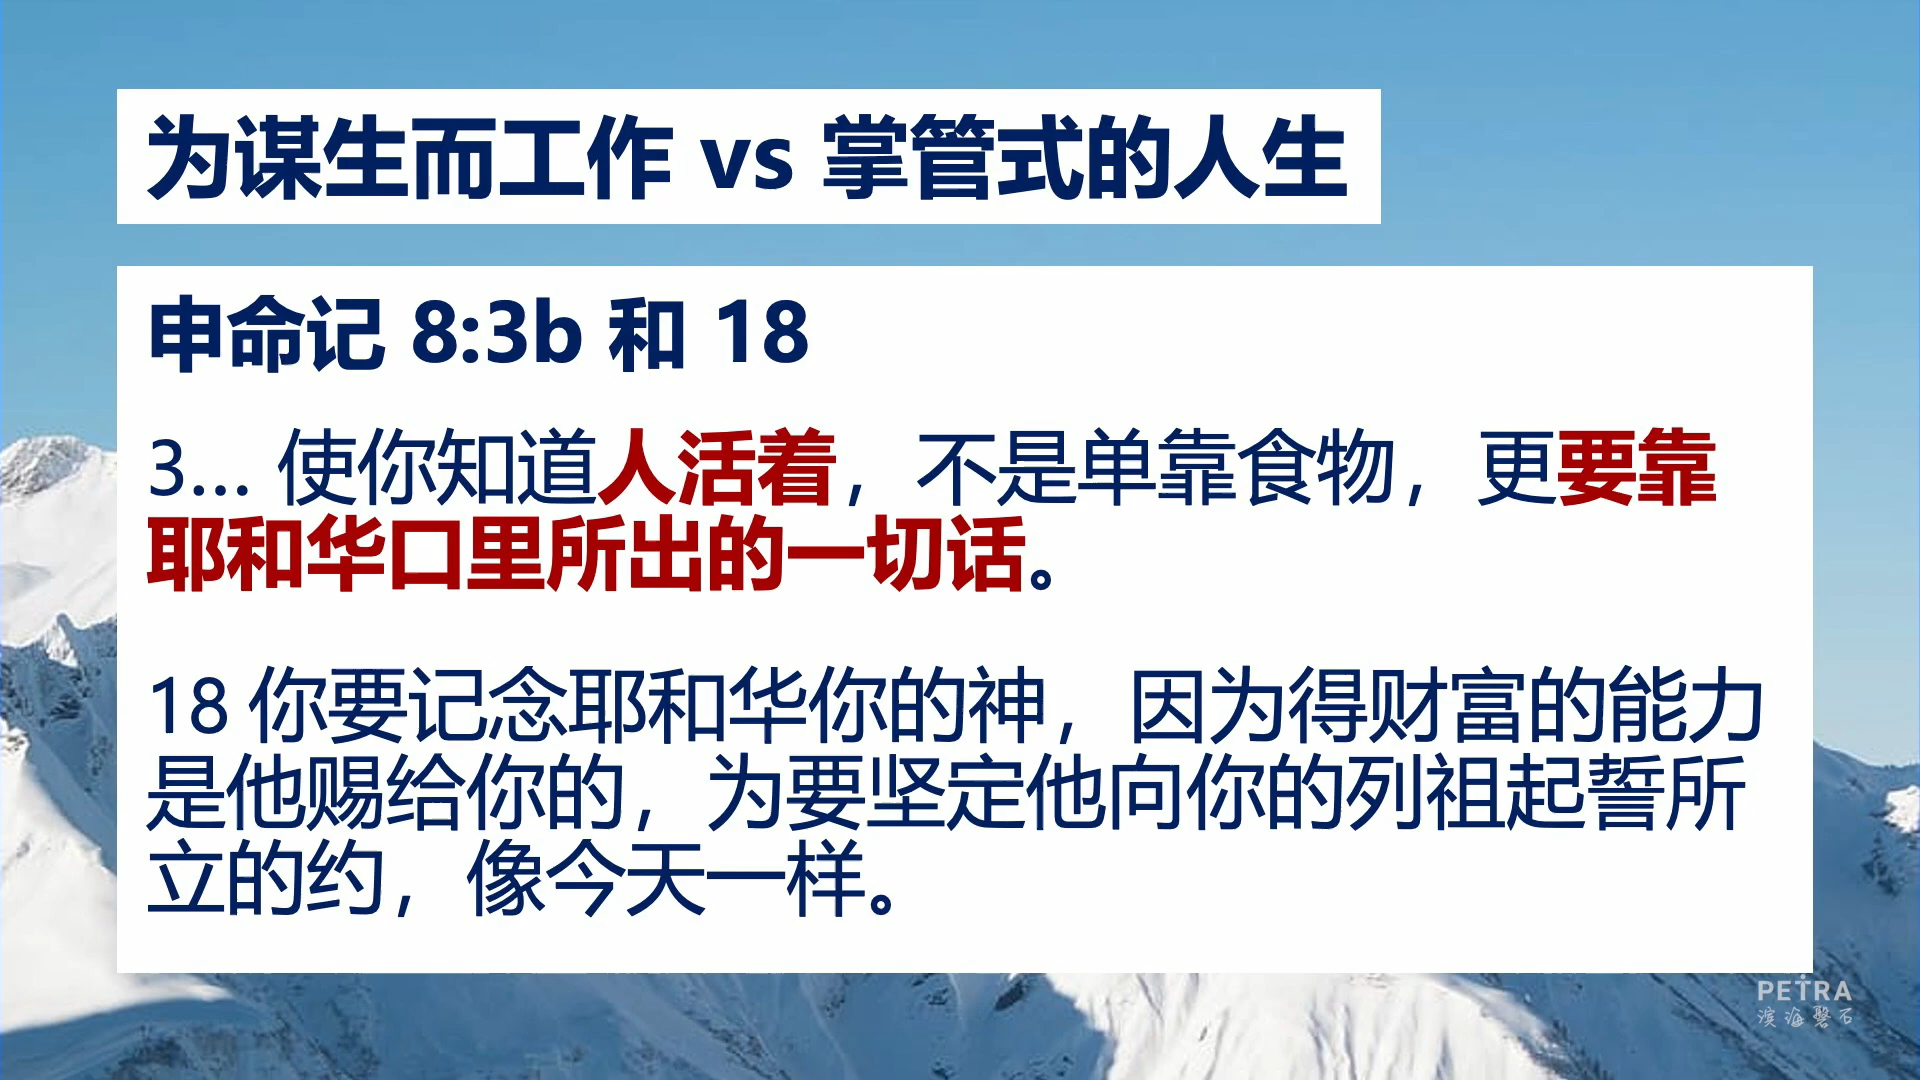 为谋生而工作 vs 掌管式的人生
申命记 8:3b 和 18
3... 使你知道人活着，不是单靠食物，更要靠
耶和华口里所出的一切话。
18 你要记念耶和华你的神，因为得财富的能力
是他赐给你的，为要坚定他向你的列祖起誓所
立的约，像今天一样。
PETRA
滨海磐石